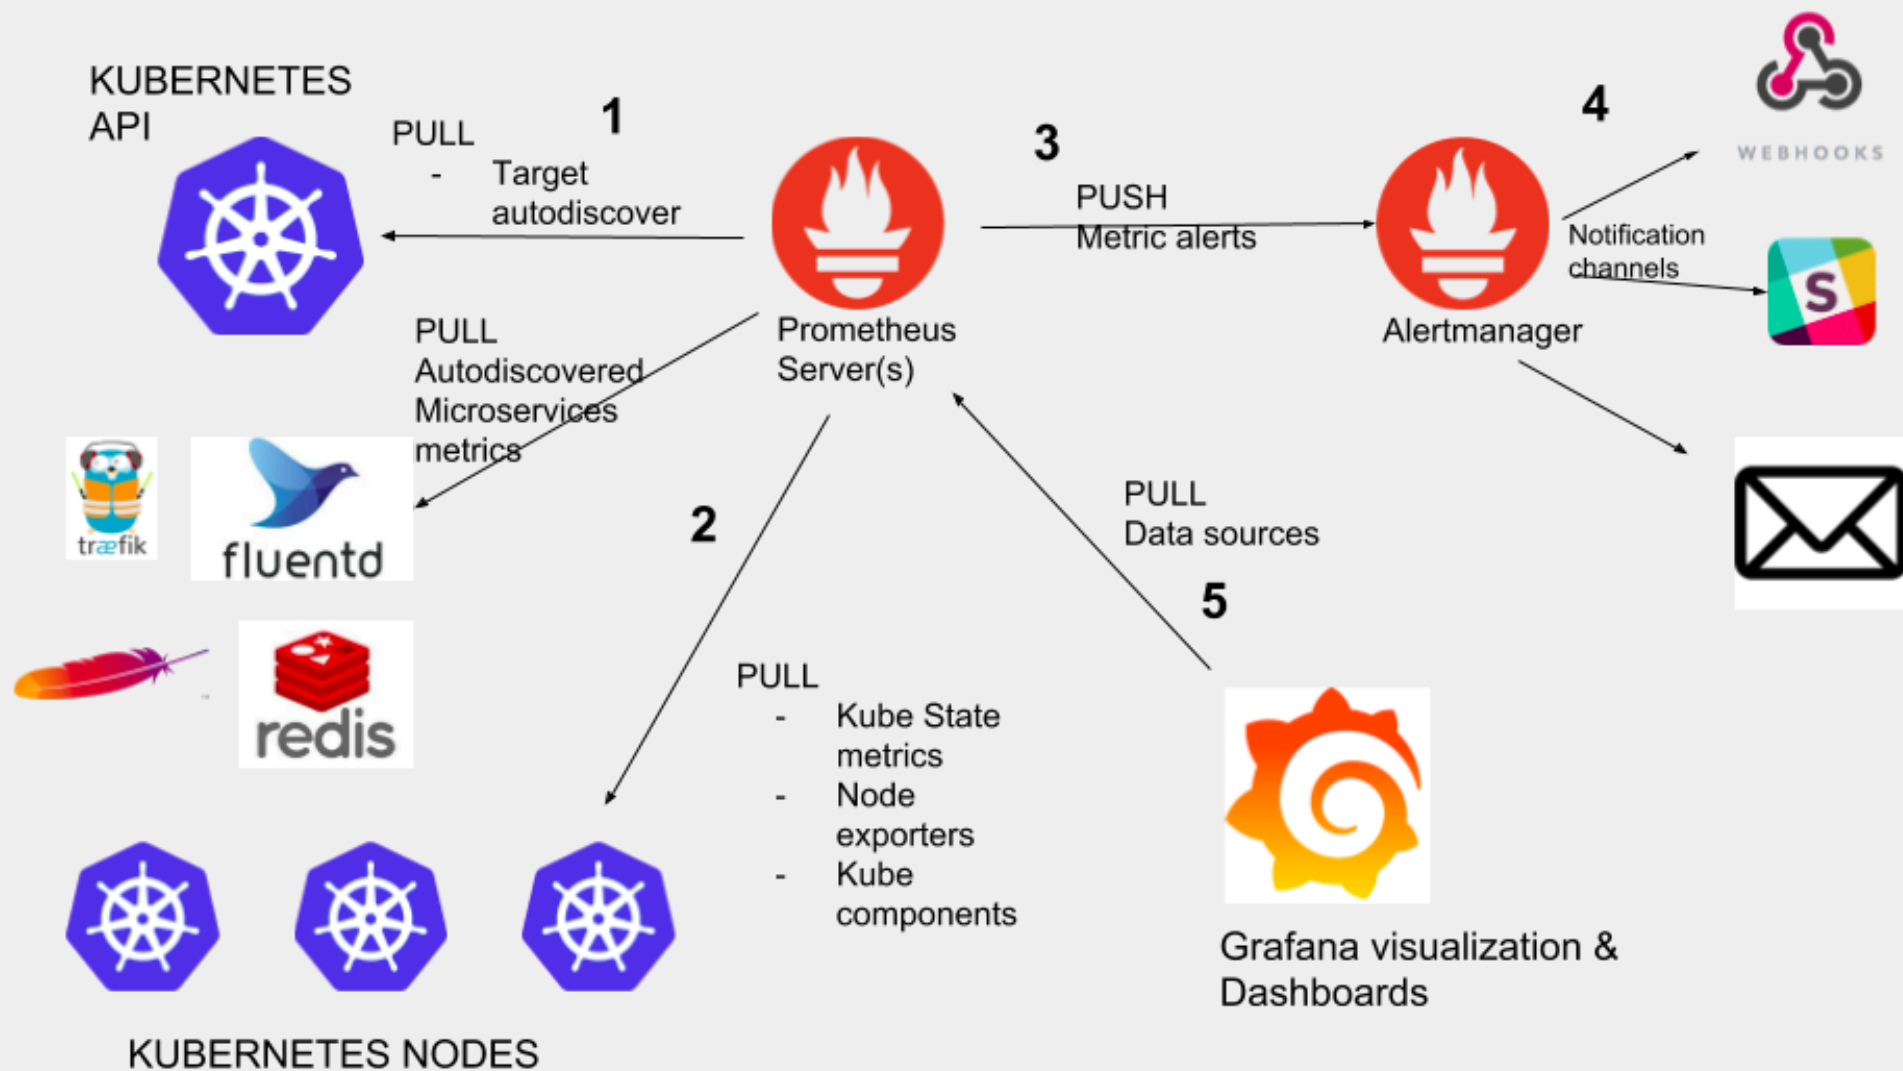 KUBERNETES
API
PULL
- Target
autodiscover
1
3
PUSH
Metric alerts
4
WEBHOOKS
Notification
channels
S
Prometheus
Server(s)
Alertmanager
PULL
Autodiscovered
Microservices
metrics
træfik
fluentd
redis
2
PULL
Data sources
5
PULL
- Kube State
metrics
- Node
exporters
- Kube
components
Grafana visualization &
Dashboards
KUBERNETES NODES